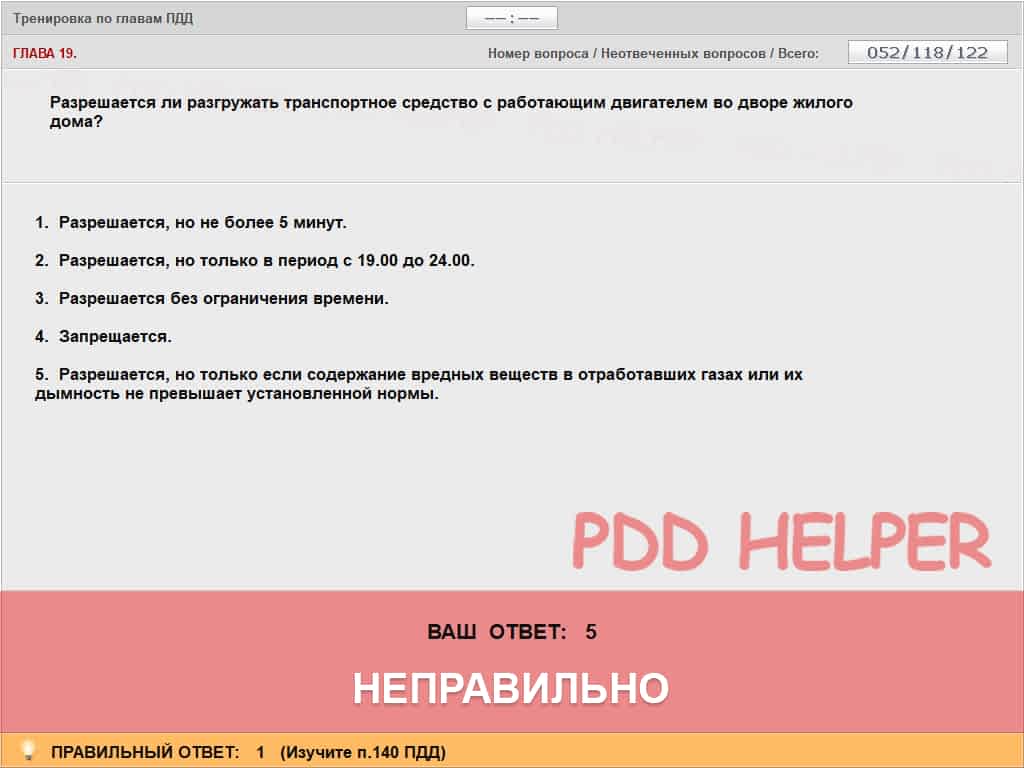 Тренировка по главам ПДД
–– : ––
ГЛАВА 19.
Номер вопроса / Неотвеченных вопросов / Всего:
052/118/122
Разрешается ли разгружать транспортное средство с работающим двигателем во дворе жилого
дома?
1. Разрешается, но не более 5 минут.
2. Разрешается, но только в период с 19.00 до 24.00.
3. Разрешается без ограничения времени.
4. Запрещается.
5. Разрешается, но только если содержание вредных веществ в отработавших газах или их
дымность не превышает установленной нормы.
PDD HELPER
ВАШ ОТВЕТ: 5
НЕПРАВИЛЬНО
ПРАВИЛЬНЫЙ ОТВЕТ: 1 (Изучите п.140 ПДД)